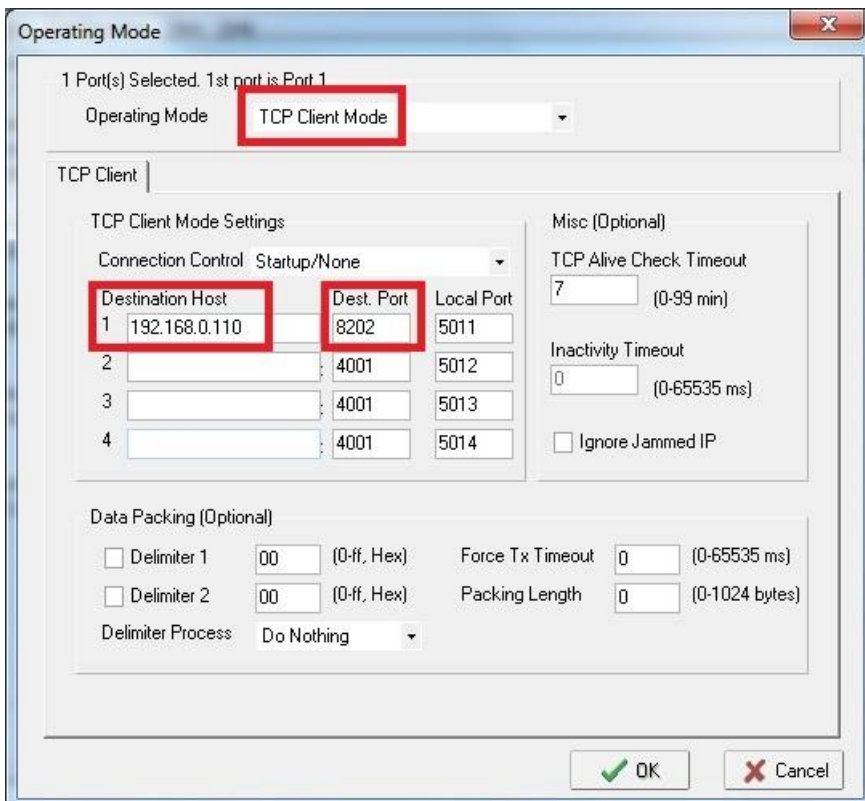 Operating Mode
1 Port(s) Selected. 1st port is Port 1
Operating Mode TCP Client Mode
TCP Client
TCP Client Mode Settings
Connection Control Startup/None
Destination Host Dest. Port Local Port
1 192.168.0.110 8202 5011
2 : 4001 5012
3 : 4001 5013
4 : 4001 5014
Misc (Optional)
TCP Alive Check Timeout
7 (0-99 min)
Inactivity Timeout
0 (0-65535 ms)
Ignore Jammed IP
Data Packing (Optional)
Delimiter 1 00 (0-ff, Hex) Force Tx Timeout 0 (0-65535 ms)
Delimiter 2 00 (0-ff, Hex) Packing Length 0 (0-1024 bytes)
Delimiter Process Do Nothing
OK Cancel